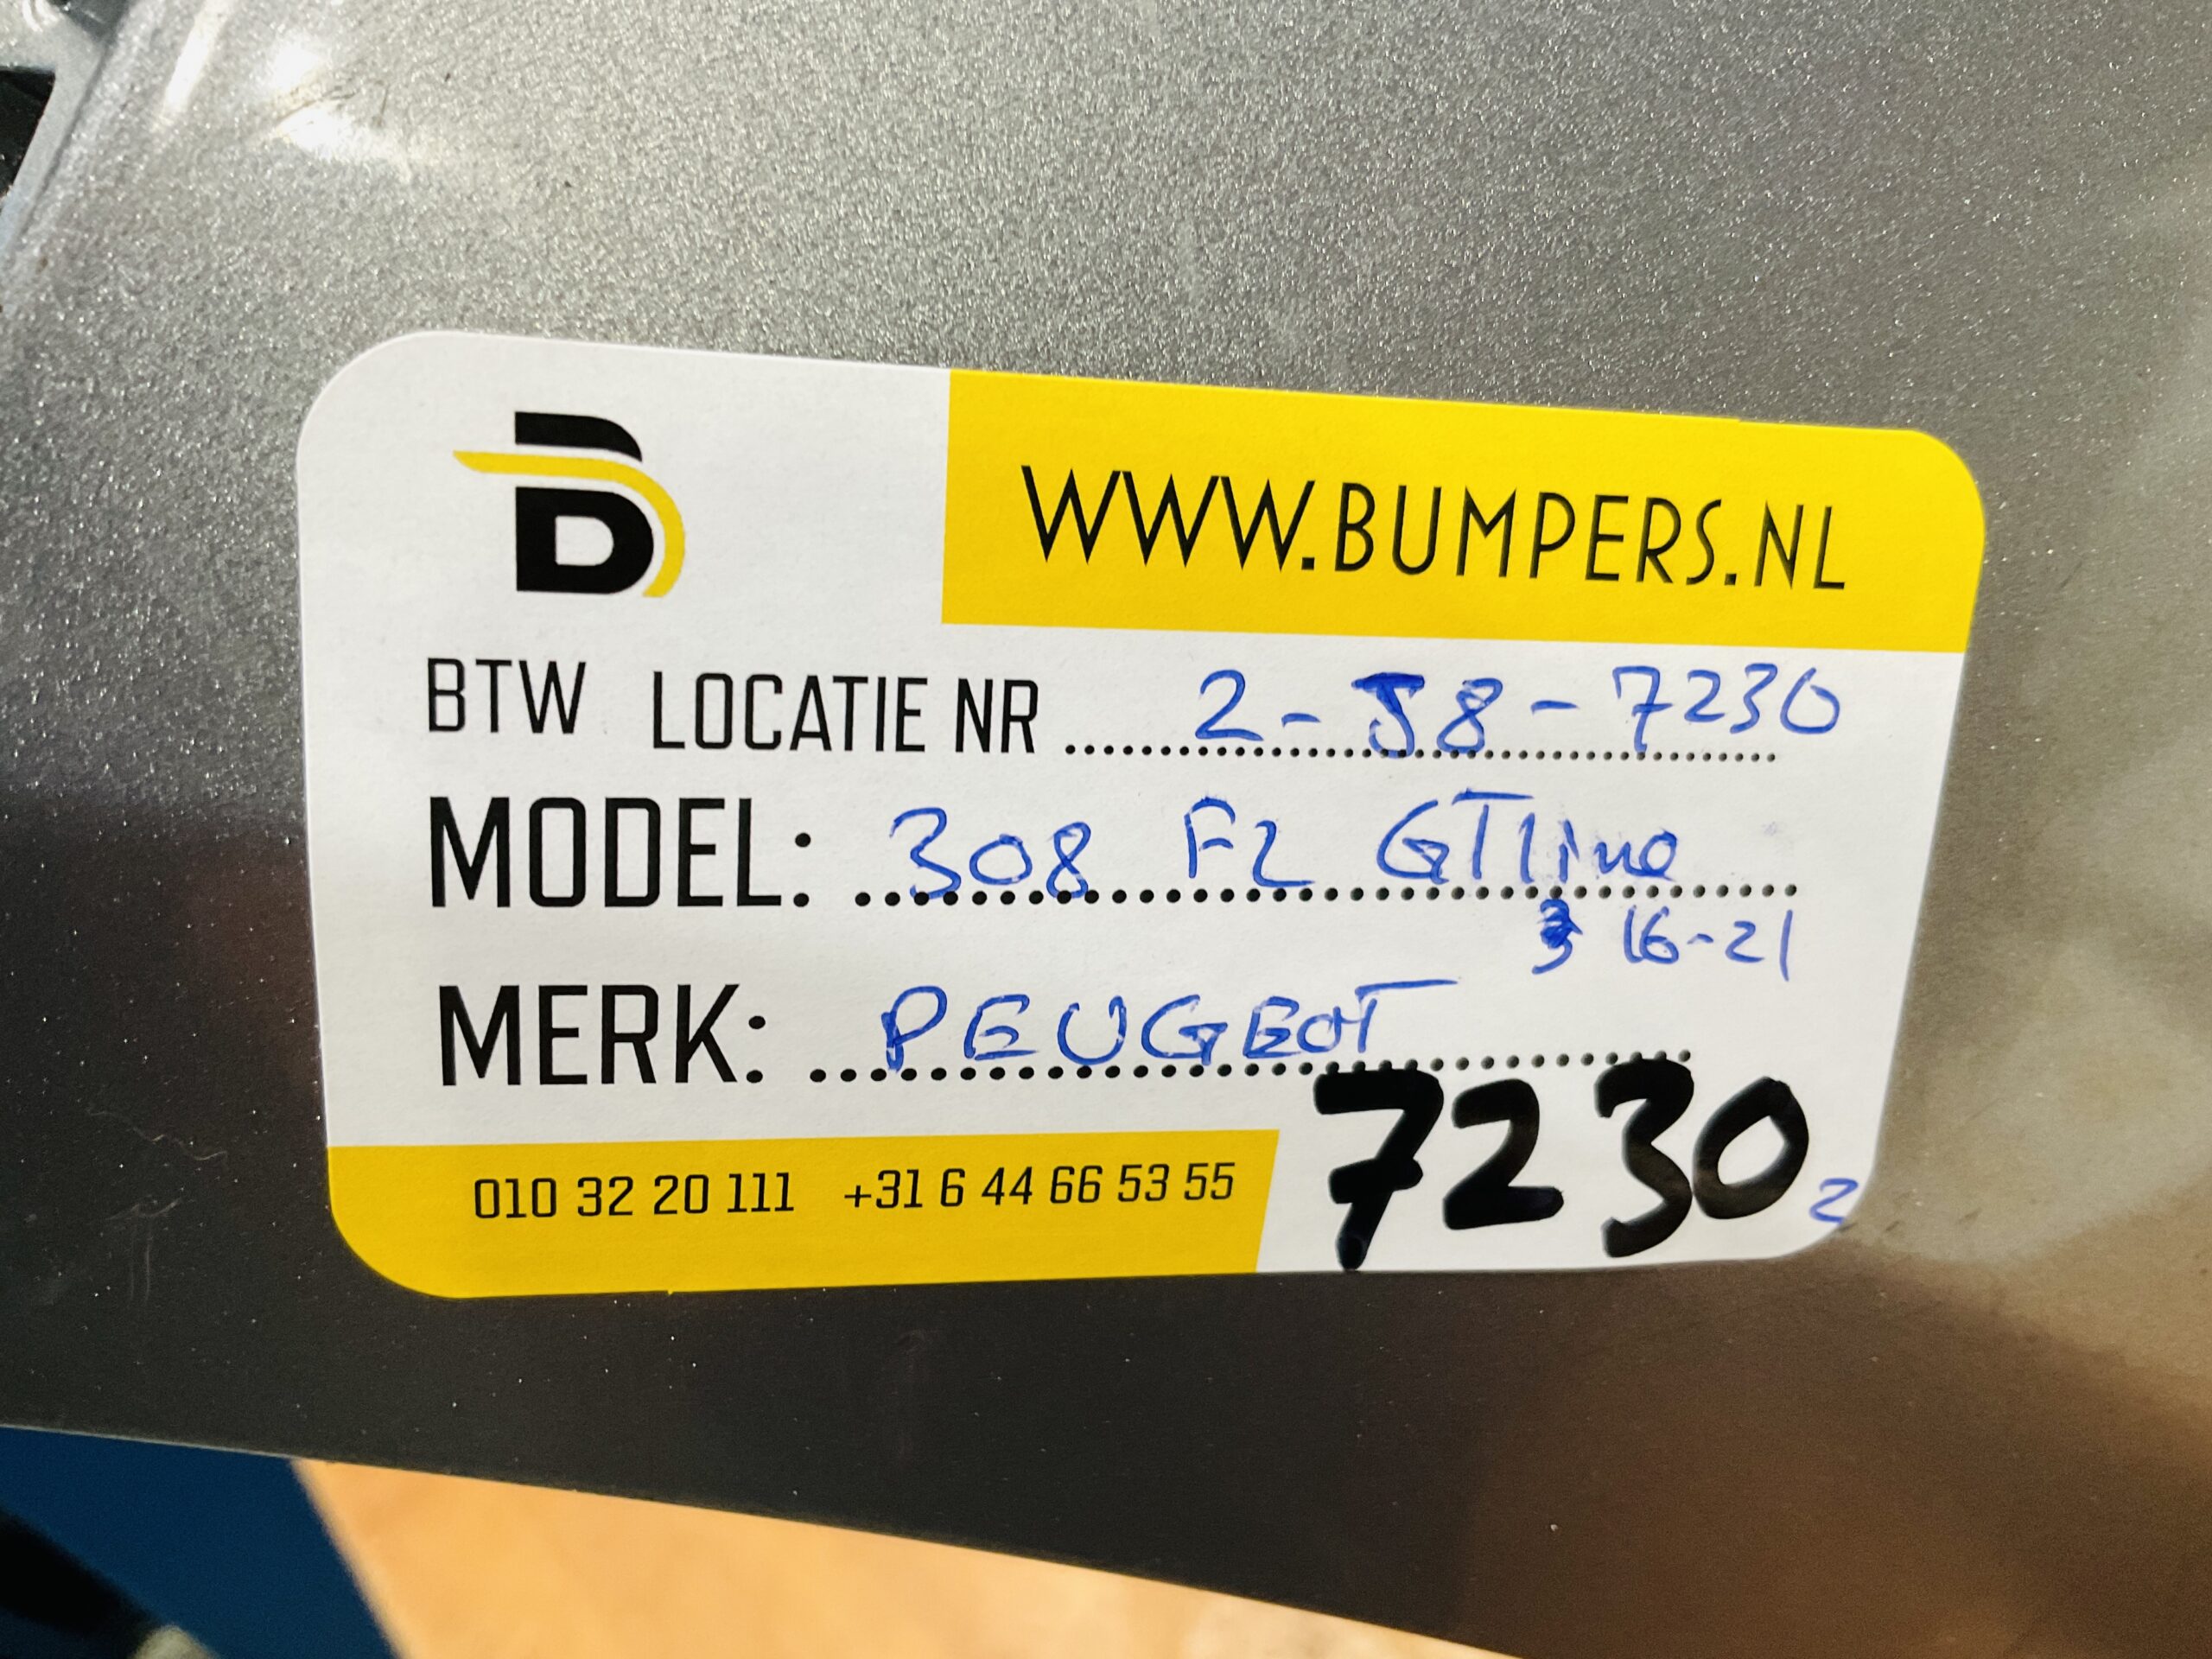 B
WWW.BUMPERS.NL
BTW LOCATIE NR 2-58-7230
MODEL: 308 FL GTline
16-21
MERK: PEUGEOT
7230
2
010 32 20 111 +31 6 44 66 53 55